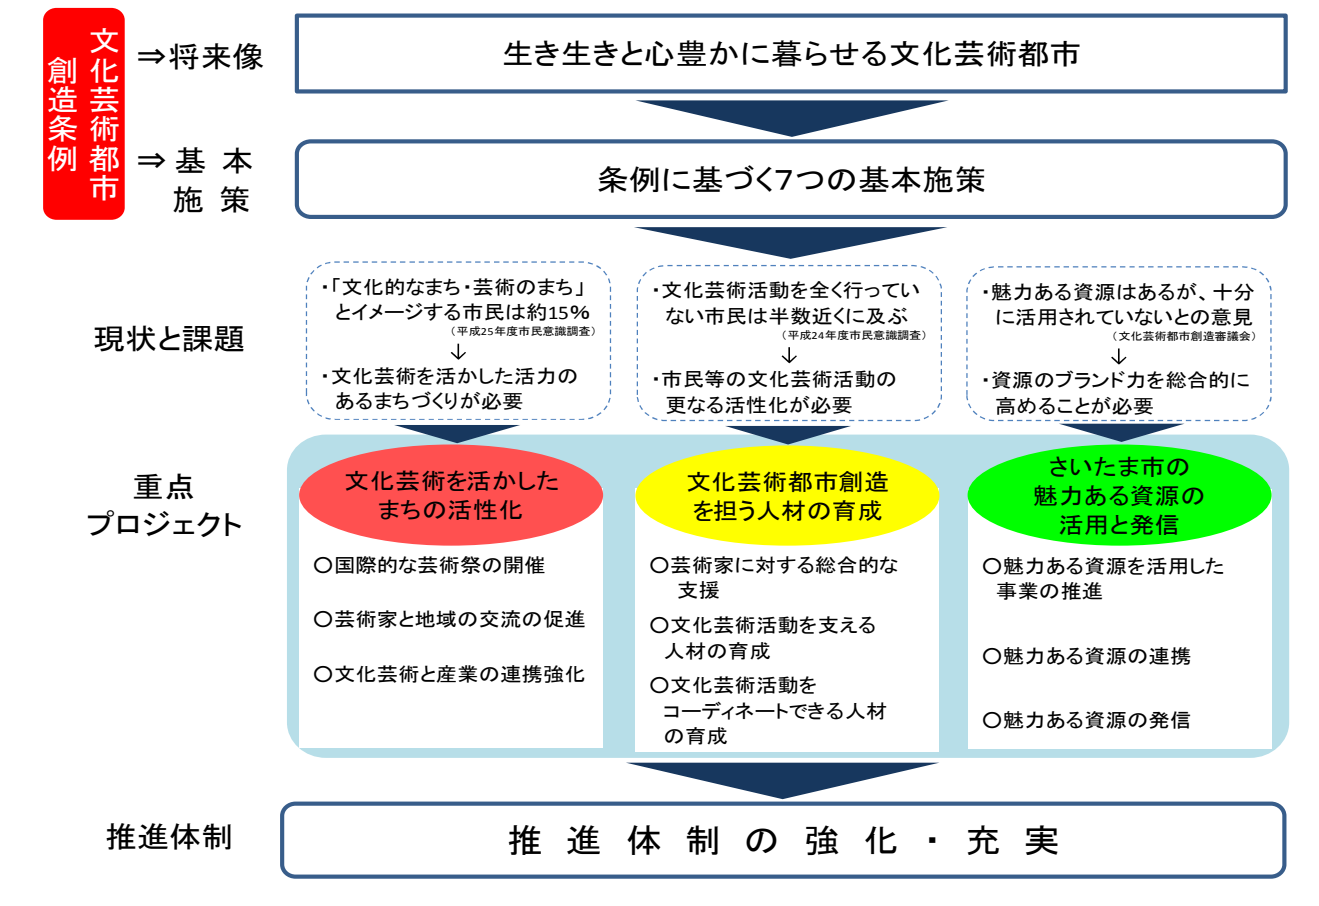 文化芸術都市
創造条例
⇒将来像
生き生きと心豊かに暮らせる文化芸術都市
⇒ 基 本
施 策
条例に基づく7つの基本施策
現状と課題
・「文化的なまち・芸術のまち」
とイメージする市民は約15%
（平成25年度市民意識調査）
↓
・文化芸術を活かした活力の
あるまちづくりが必要
・文化芸術活動を全く行ってい
ない市民は半数近くに及ぶ
（平成24年度市民意識調査）
↓
・市民等の文化芸術活動の
更なる活性化が必要
・魅力ある資源はあるが、十分
に活用されていないとの意見
（文化芸術都市創造審議会）
↓
・資源のブランド力を総合的に
高めることが必要
重点
プロジェクト
文化芸術を活かした
まちの活性化
〇国際的な芸術祭の開催
〇芸術家と地域の交流の促進
〇文化芸術と産業の連携強化
文化芸術都市創造
を担う人材の育成
〇芸術家に対する総合的な
支援
〇文化芸術活動を支える
人材の育成
〇文化芸術活動を
コーディネートできる人材
の育成
さいたま市の
魅力ある資源の
活用と発信
〇魅力ある資源を活用した
事業の推進
〇魅力ある資源の連携
〇魅力ある資源の発信
推進体制
推 進 体 制 の 強 化 ・ 充 実